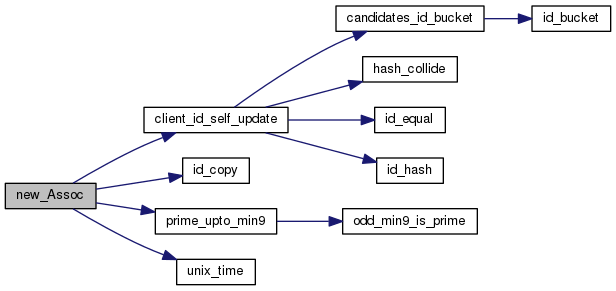 candidates_id_bucket
id_bucket
hash_collide
client_id_self_update
id_equal
id_copy
id_hash
new_Assoc
prime_upto_min9
odd_min9_is_prime
unix_time